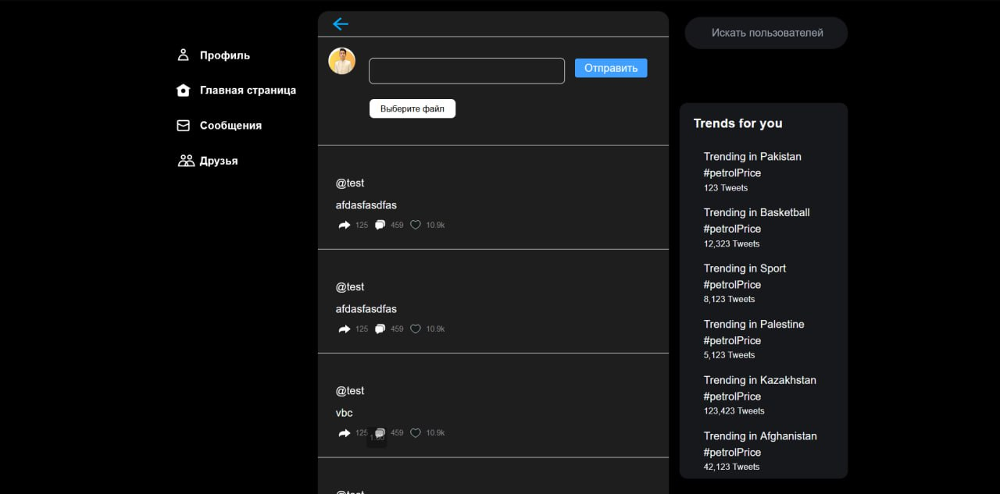 Профиль
Главная страница
Сообщения
Друзья
Отправить
Выберите файл
@test
afdasfasdfas
125 459 10.9k
@test
afdasfasdfas
125 459 10.9k
@test
vbc
125 459 10.9k
1.00
@test
Искать пользователей
Trends for you
Trending in Pakistan
#petrolPrice
123 Tweets
Trending in Basketball
#petrolPrice
12,323 Tweets
Trending in Sport
#petrolPrice
8,123 Tweets
Trending in Palestine
#petrolPrice
5,123 Tweets
Trending in Kazakhstan
#petrolPrice
123,423 Tweets
Trending in Afghanistan
#petrolPrice
42,123 Tweets